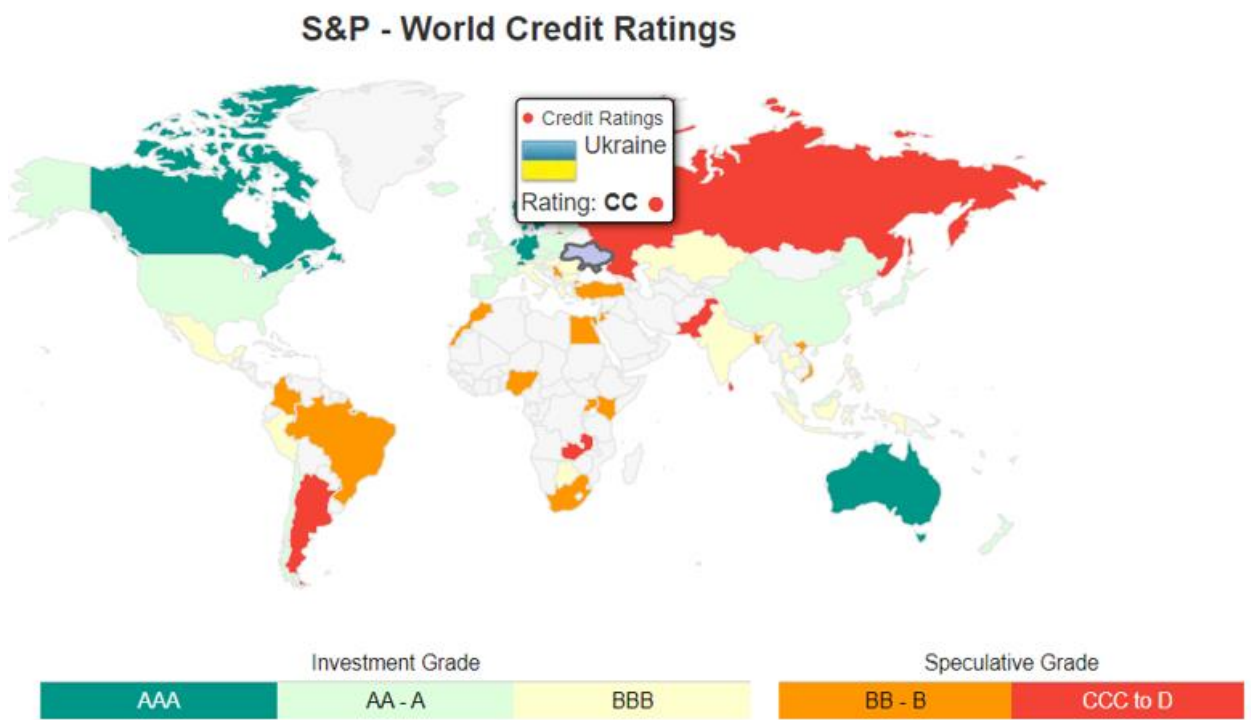 S&P - World Credit Ratings
Credit Ratings
Ukraine
Rating: CC
Investment Grade
Speculative Grade
AAA
AA - A
BBB
BB - B
CCC to D